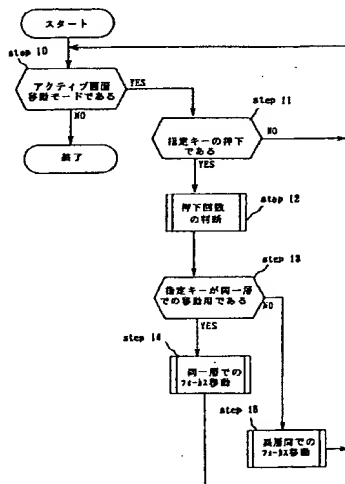 スタート
step 10
アクティブ画層
移動モードである
YES
NO
終了
step 11
指定キーの押下
である
NO
YES
step 12
押下回数
の判断
step 13
指定キーが同一層
での移動用である
NO
YES
step 14
同一層での
フォーカス移動
step 15
異層間での
フォーカス移動